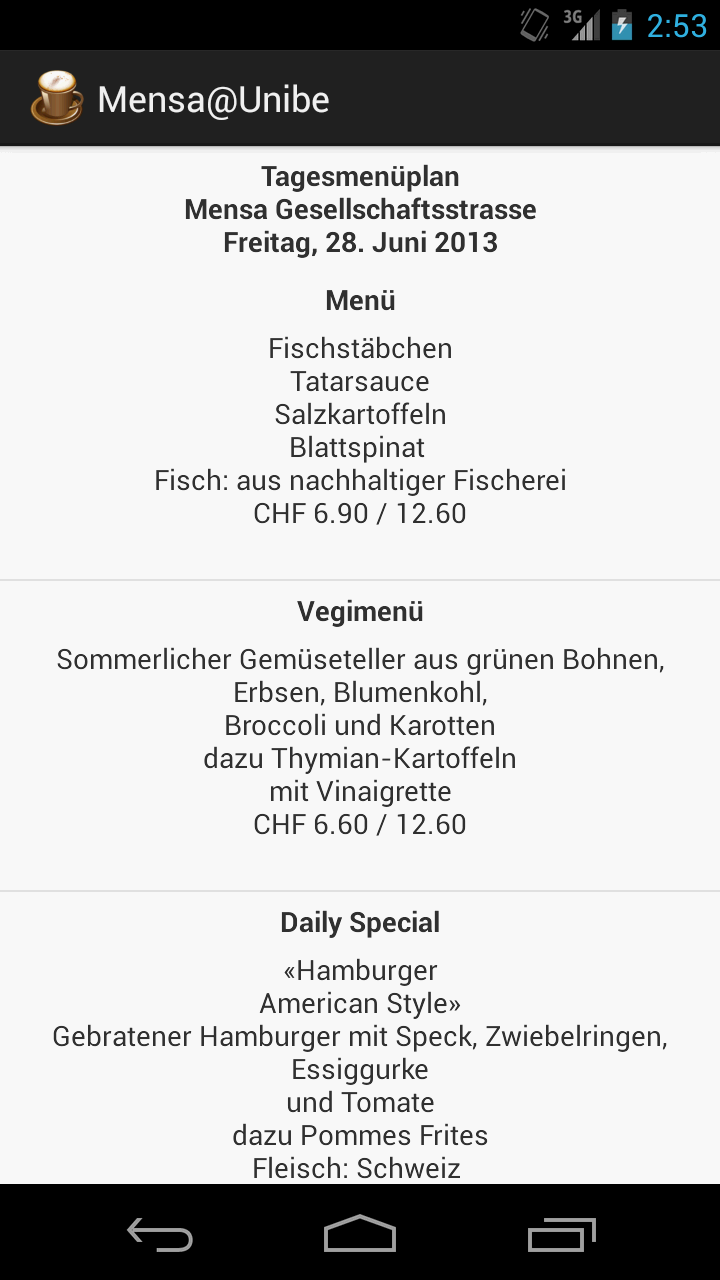 3G
2:53
Mensa@Unibe
Tagesmenüplan
Mensa Gesellschaftsstrasse
Freitag, 28. Juni 2013
Menü
Fischstäbchen
Tatarsauce
Salzkartoffeln
Blattspinat
Fisch: aus nachhaltiger Fischerei
CHF 6.90 / 12.60
Vegimenü
Sommerlicher Gemüseteller aus grünen Bohnen,
Erbsen, Blumenkohl,
Broccoli und Karotten
dazu Thymian-Kartoffeln
mit Vinaigrette
CHF 6.60 / 12.60
Daily Special
«Hamburger
American Style»
Gebratener Hamburger mit Speck, Zwiebelringen,
Essiggurke
und Tomate
dazu Pommes Frites
Fleisch: Schweiz